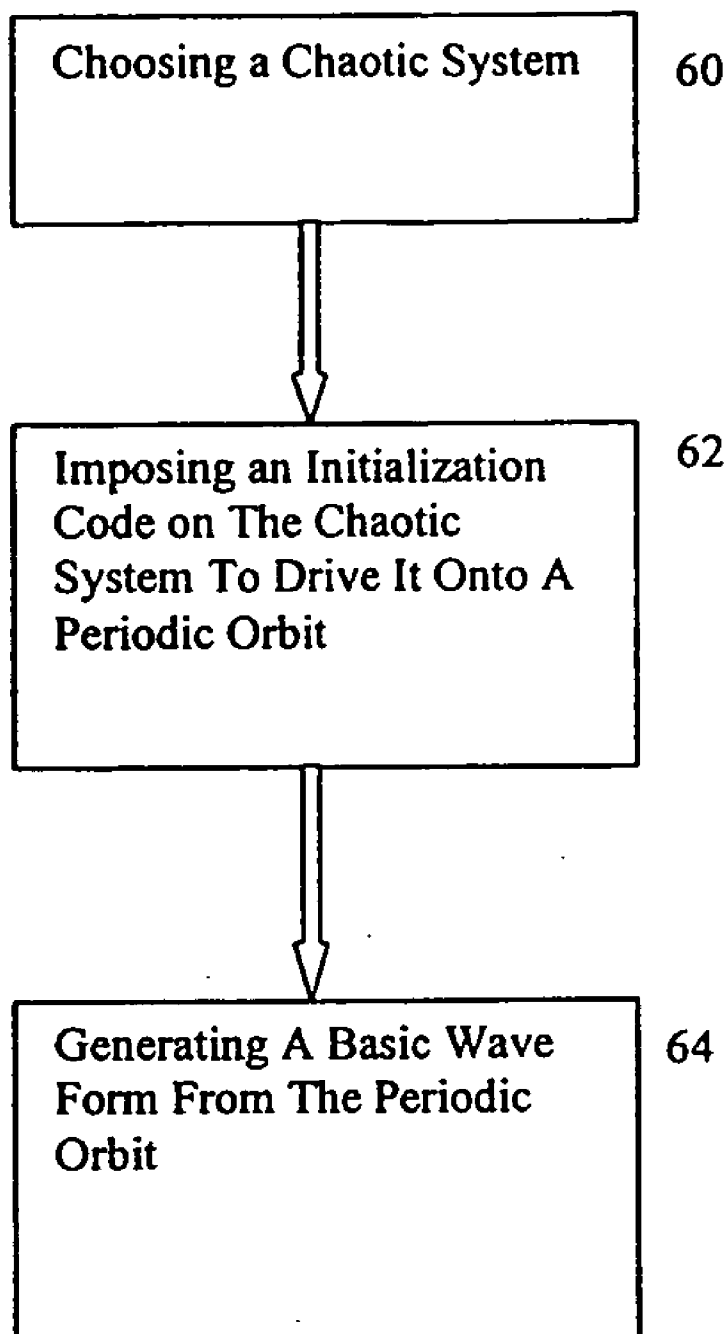 Choosing a Chaotic System
60
Imposing an Initialization
Code on The Chaotic
System To Drive It Onto A
Periodic Orbit
62
Generating A Basic Wave
Form From The Periodic
Orbit
64